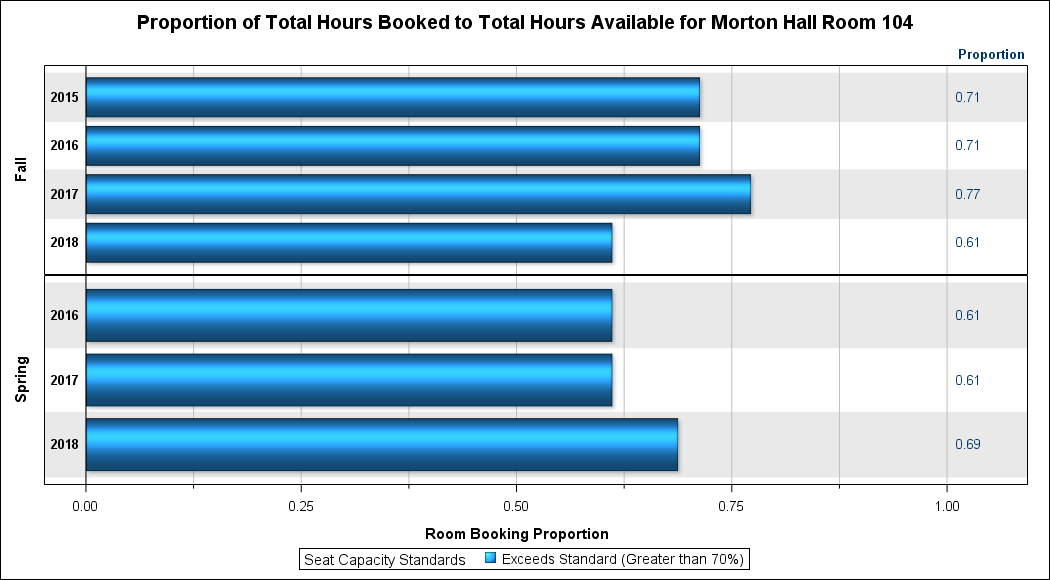 Proportion of Total Hours Booked to Total Hours Available for Morton Hall Room 104
Proportion
Fall
2015 0.71
2016 0.71
2017 0.77
2018 0.61
Spring
2016 0.61
2017 0.61
2018 0.69
0.00 0.25 0.50 0.75 1.00
Room Booking Proportion
Seat Capacity Standards Exceeds Standard (Greater than 70%)